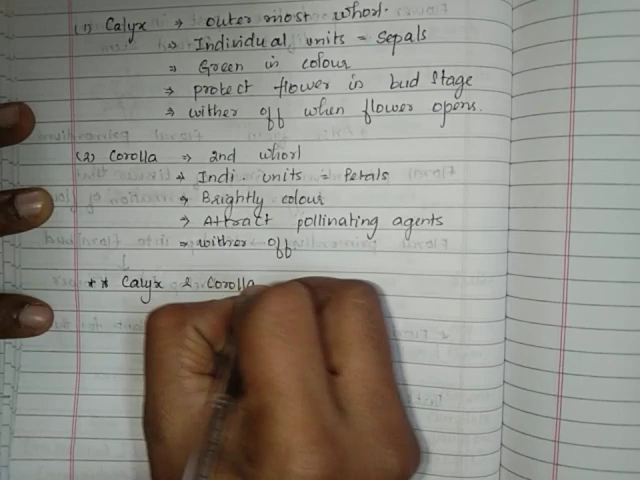 (1) Calyx → outer most whorl.
→ Individual units = Sepals
→ Green in colour
→ protect flower in bud stage
→ wither off when flower opens.
(2) Corolla → 2nd whorl
→ Indi. units = Petals
→ Brightly colour
→ Attract pollinating agents
→ wither off.
** Calyx & Corolla